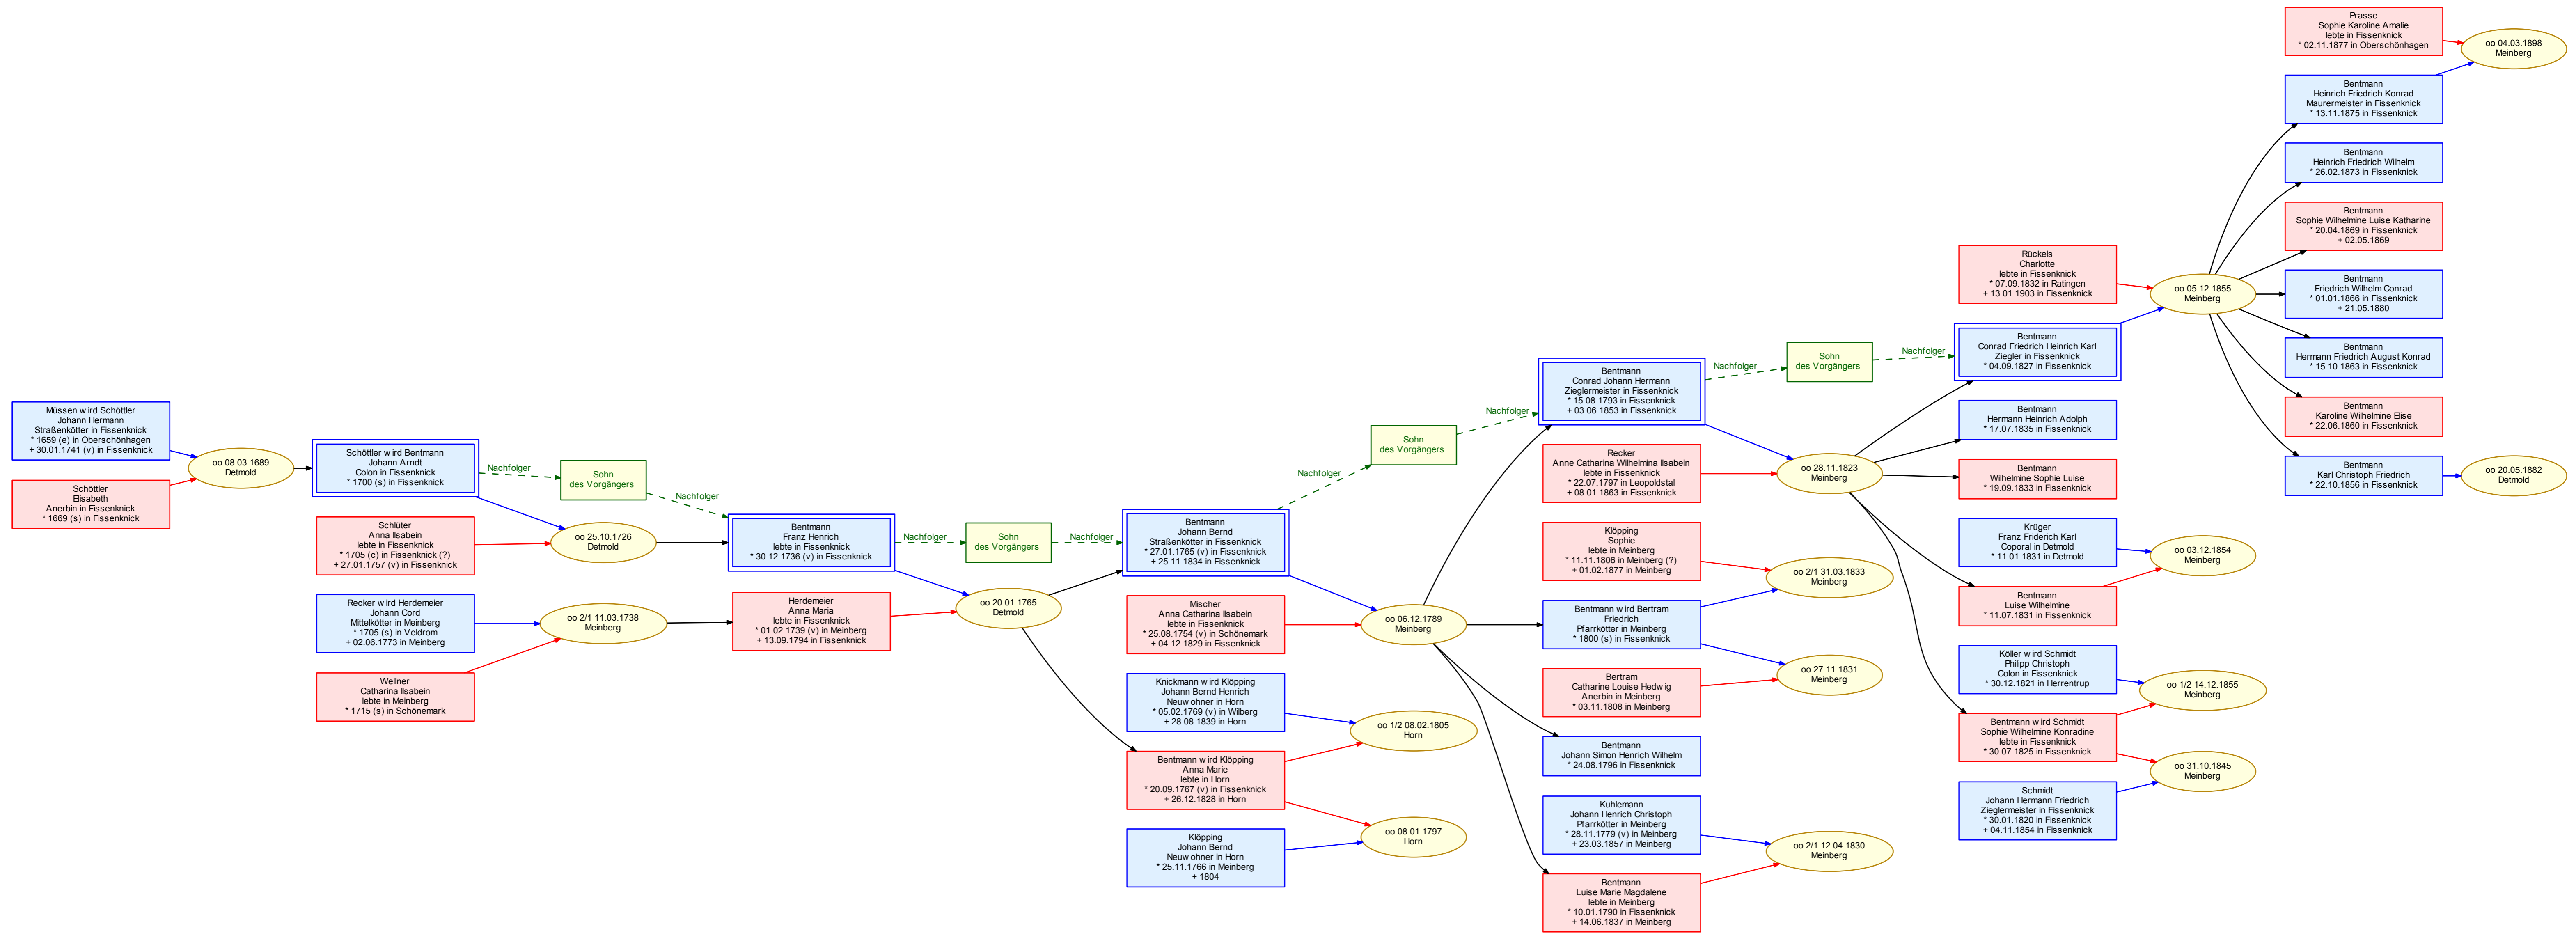 Müssen wird Schöttler
Johann Hermann
Straßenkötter in Fissenknick
* 1659 (e) in Oberschönhagen
+ 30.01.1741 (v) in Fissenknick
Schöttler
Elisabeth
Anerbin in Fissenknick
* 1669 (s) in Fissenknick
oo 08.03.1689
Detmold
Schöttler wird Bentmann
Johann Arndt
Colon in Fissenknick
* 1700 (s) in Fissenknick
Schlüter
Anna Ilsabein
lebte in Fissenknick
* 1705 (c) in Fissenknick (?)
+ 27.01.1757 (v) in Fissenknick
Recker wird Herdemeier
Johann Cord
Mittelkötter in Meinberg
* 1705 (s) in Veldrom
+ 02.06.1773 in Meinberg
Wellner
Catharina Ilsabein
lebte in Meinberg
* 1715 (s) in Schönemark
Nachfolger
Sohn
des Vorgängers
Nachfolger
oo 25.10.1726
Detmold
oo 2/1 11.03.1738
Meinberg
Bentmann
Franz Henrich
lebte in Fissenknick
* 30.12.1736 (v) in Fissenknick
Herdemeier
Anna Maria
lebte in Fissenknick
* 01.02.1739 (v) in Meinberg
+ 13.09.1794 in Fissenknick
Nachfolger
Sohn
des Vorgängers
Nachfolger
oo 20.01.1765
Detmold
Bentmann
Johann Bernd
Straßenkötter in Fissenknick
* 27.01.1765 (v) in Fissenknick
+ 25.11.1834 in Fissenknick
Mischer
Anna Catharina Ilsabein
lebte in Fissenknick
* 25.08.1754 (v) in Schönemark
+ 04.12.1829 in Fissenknick
Knickmann wird Klöpping
Johann Bernd Henrich
Neuwohner in Horn
* 05.02.1769 (v) in Wilberg
+ 28.08.1839 in Horn
Bentmann wird Klöpping
Anna Marie
lebte in Horn
* 20.09.1767 (v) in Fissenknick
+ 26.12.1828 in Horn
Klöpping
Johann Bernd
Neuwohner in Horn
* 25.11.1766 in Meinberg
+ 1804
Nachfolger
Sohn
des Vorgängers
Nachfolger
oo 06.12.1789
Meinberg
oo 1/2 08.02.1805
Horn
oo 08.01.1797
Horn
Bentmann
Conrad Johann Hermann
Zieglermeister in Fissenknick
* 15.08.1793 in Fissenknick
+ 03.06.1853 in Fissenknick
Recker
Anne Catharina Wilhelmina Ilsabein
lebte in Fissenknick
* 22.07.1797 in Leopoldstal
+ 08.01.1863 in Fissenknick
Klöpping
Sophie
lebte in Meinberg
* 11.11.1806 in Meinberg (?)
+ 01.02.1877 in Meinberg
Bentmann wird Bertram
Friedrich
Pfarrkötter in Meinberg
* 1800 (s) in Fissenknick
Bertram
Catharine Louise Hedwig
Anerbin in Meinberg
* 03.11.1808 in Meinberg
Bentmann
Johann Simon Henrich Wilhelm
* 24.08.1796 in Fissenknick
Kuhlemann
Johann Henrich Christoph
Pfarrkötter in Meinberg
* 28.11.1779 (v) in Meinberg
+ 23.03.1857 in Meinberg
Bentmann
Luise Marie Magdalene
lebte in Meinberg
* 10.01.1790 in Fissenknick
+ 14.06.1837 in Meinberg
Nachfolger
Sohn
des Vorgängers
Nachfolger
oo 28.11.1823
Meinberg
oo 2/1 31.03.1833
Meinberg
oo 27.11.1831
Meinberg
oo 2/1 12.04.1830
Meinberg
Rückels
Charlotte
lebte in Fissenknick
* 07.09.1832 in Ratingen
+ 13.01.1903 in Fissenknick
Bentmann
Conrad Friedrich Heinrich Karl
Ziegler in Fissenknick
* 04.09.1827 in Fissenknick
Bentmann
Hermann Heinrich Adolph
* 17.07.1835 in Fissenknick
Bentmann
Wilhelmine Sophie Luise
* 19.09.1833 in Fissenknick
Krüger
Franz Friderich Karl
Coporal in Detmold
* 11.01.1831 in Detmold
Bentmann
Luise Wilhelmine
* 11.07.1831 in Fissenknick
Köller wird Schmidt
Philipp Christoph
Colon in Fissenknick
* 30.12.1821 in Herrentrup
Bentmann wird Schmidt
Sophie Wilhelmine Konradine
lebte in Fissenknick
* 30.07.1825 in Fissenknick
Schmidt
Johann Hermann Friedrich
Zieglermeister in Fissenknick
* 30.01.1820 in Fissenknick
+ 04.11.1854 in Fissenknick
oo 05.12.1855
Meinberg
oo 03.12.1854
Meinberg
oo 1/2 14.12.1855
Meinberg
oo 31.10.1845
Meinberg
Prasse
Sophie Karoline Amalie
lebte in Fissenknick
* 02.11.1877 in Oberschönhagen
Bentmann
Heinrich Friedrich Konrad
Maurermeister in Fissenknick
* 13.11.1875 in Fissenknick
Bentmann
Heinrich Friedrich Wilhelm
* 26.02.1873 in Fissenknick
Bentmann
Sophie Wilhelmine Luise Katharine
* 20.04.1869 in Fissenknick
+ 02.05.1869
Bentmann
Friedrich Wilhelm Conrad
* 01.01.1866 in Fissenknick
+ 21.05.1880
Bentmann
Hermann Friedrich August Konrad
* 15.10.1863 in Fissenknick
Bentmann
Karoline Wilhelmine Elise
* 22.06.1860 in Fissenknick
Bentmann
Karl Christoph Friedrich
* 22.10.1856 in Fissenknick
oo 04.03.1898
Meinberg
oo 20.05.1882
Detmold